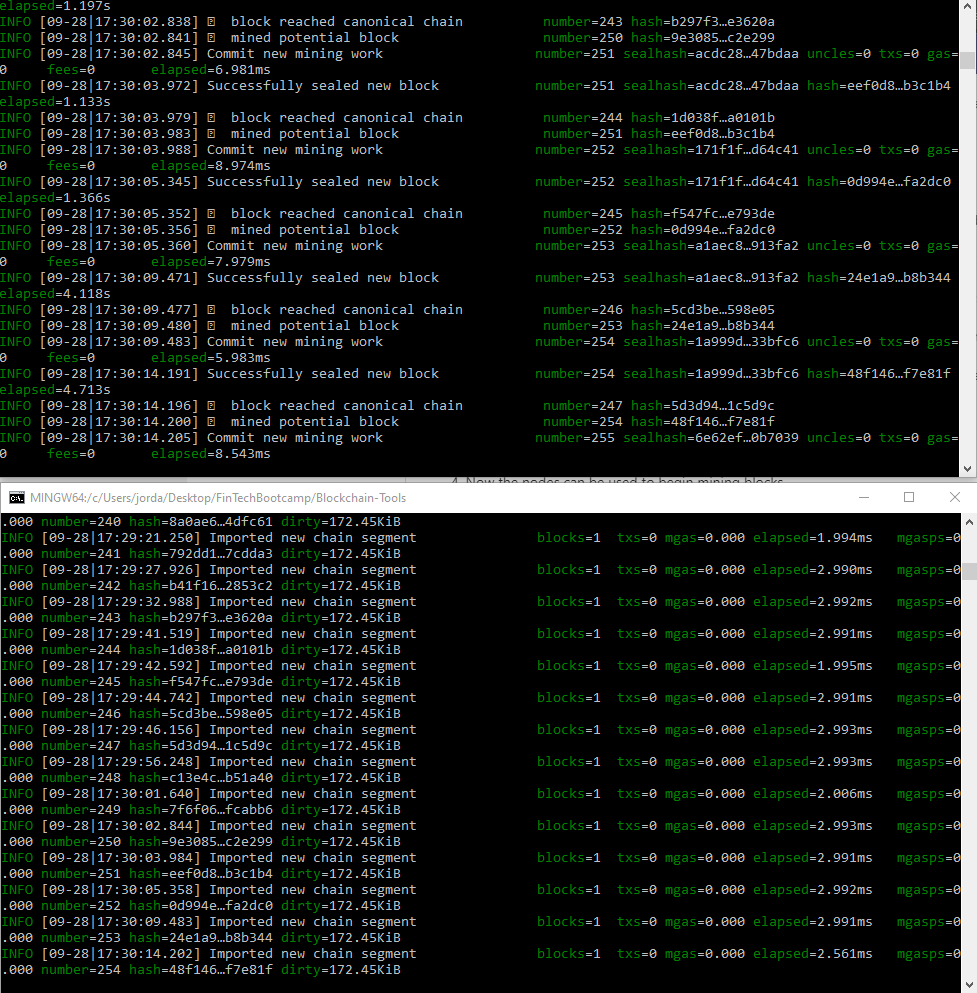 elapsed=1.197s
INFO [09-28|17:30:02.838] block reached canonical chain number=243 hash=b297f3…e3620a
INFO [09-28|17:30:02.841] mined potential block number=250 hash=9e3085…c2e299
INFO [09-28|17:30:02.845] Commit new mining work number=251 sealhash=acdc28…47bdaa uncles=0 txs=0 gas=
0 fees=0 elapsed=6.981ms
INFO [09-28|17:30:03.972] Successfully sealed new block number=251 sealhash=acdc28…47bdaa hash=eef0d8…b3c1b4
elapsed=1.133s
INFO [09-28|17:30:03.979] block reached canonical chain number=244 hash=1d038f…a0101b
INFO [09-28|17:30:03.983] mined potential block number=251 hash=eef0d8…b3c1b4
INFO [09-28|17:30:03.988] Commit new mining work number=252 sealhash=171f1f…d64c41 uncles=0 txs=0 gas=
0 fees=0 elapsed=8.974ms
INFO [09-28|17:30:05.345] Successfully sealed new block number=252 sealhash=171f1f…d64c41 hash=0d994e…fa2dc0
elapsed=1.366s
INFO [09-28|17:30:05.352] block reached canonical chain number=245 hash=f547fc…e793de
INFO [09-28|17:30:05.356] mined potential block number=252 hash=0d994e…fa2dc0
INFO [09-28|17:30:05.360] Commit new mining work number=253 sealhash=a1aec8…913fa2 uncles=0 txs=0 gas=
0 fees=0 elapsed=7.979ms
INFO [09-28|17:30:09.471] Successfully sealed new block number=253 sealhash=a1aec8…913fa2 hash=24e1a9…b8b344
elapsed=4.118s
INFO [09-28|17:30:09.477] block reached canonical chain number=246 hash=5cd3be…598e05
INFO [09-28|17:30:09.480] mined potential block number=253 hash=24e1a9…b8b344
INFO [09-28|17:30:09.483] Commit new mining work number=254 sealhash=1a999d…33bfc6 uncles=0 txs=0 gas=
0 fees=0 elapsed=5.983ms
INFO [09-28|17:30:14.191] Successfully sealed new block number=254 sealhash=1a999d…33bfc6 hash=48f146…f7e81f
elapsed=4.713s
INFO [09-28|17:30:14.196] block reached canonical chain number=247 hash=5d3d94…1c5d9c
INFO [09-28|17:30:14.200] mined potential block number=254 hash=48f146…f7e81f
INFO [09-28|17:30:14.205] Commit new mining work number=255 sealhash=6e62ef…0b7039 uncles=0 txs=0 gas=
0 fees=0 elapsed=8.543ms
4. Now the nodes can be used to begin mining blocks
MINGW64:/c/Users/jorda/Desktop/FinTechBootcamp/Blockchain-Tools
.000 number=240 hash=8a0ae6…4dfc61 dirty=172.45KiB
INFO [09-28|17:29:21.250] Imported new chain segment blocks=1 txs=0 mgas=0.000 elapsed=1.994ms mgasps=0
.000 number=241 hash=792dd1…7cdda3 dirty=172.45KiB
INFO [09-28|17:29:27.926] Imported new chain segment blocks=1 txs=0 mgas=0.000 elapsed=2.990ms mgasps=0
.000 number=242 hash=b41f16…2853c2 dirty=172.45KiB
INFO [09-28|17:29:32.988] Imported new chain segment blocks=1 txs=0 mgas=0.000 elapsed=2.992ms mgasps=0
.000 number=243 hash=b297f3…e3620a dirty=172.45KiB
INFO [09-28|17:29:41.519] Imported new chain segment blocks=1 txs=0 mgas=0.000 elapsed=2.991ms mgasps=0
.000 number=244 hash=1d038f…a0101b dirty=172.45KiB
INFO [09-28|17:29:42.592] Imported new chain segment blocks=1 txs=0 mgas=0.000 elapsed=1.995ms mgasps=0
.000 number=245 hash=f547fc…e793de dirty=172.45KiB
INFO [09-28|17:29:44.742] Imported new chain segment blocks=1 txs=0 mgas=0.000 elapsed=2.991ms mgasps=0
.000 number=246 hash=5cd3be…598e05 dirty=172.45KiB
INFO [09-28|17:29:46.156] Imported new chain segment blocks=1 txs=0 mgas=0.000 elapsed=2.993ms mgasps=0
.000 number=247 hash=5d3d94…1c5d9c dirty=172.45KiB
INFO [09-28|17:29:56.248] Imported new chain segment blocks=1 txs=0 mgas=0.000 elapsed=2.993ms mgasps=0
.000 number=248 hash=c13e4c…b51a40 dirty=172.45KiB
INFO [09-28|17:30:01.640] Imported new chain segment blocks=1 txs=0 mgas=0.000 elapsed=2.006ms mgasps=0
.000 number=249 hash=7f6f06…fcabb6 dirty=172.45KiB
INFO [09-28|17:30:02.844] Imported new chain segment blocks=1 txs=0 mgas=0.000 elapsed=2.993ms mgasps=0
.000 number=250 hash=9e3085…c2e299 dirty=172.45KiB
INFO [09-28|17:30:03.984] Imported new chain segment blocks=1 txs=0 mgas=0.000 elapsed=2.991ms mgasps=0
.000 number=251 hash=eef0d8…b3c1b4 dirty=172.45KiB
INFO [09-28|17:30:05.358] Imported new chain segment blocks=1 txs=0 mgas=0.000 elapsed=2.992ms mgasps=0
.000 number=252 hash=0d994e…fa2dc0 dirty=172.45KiB
INFO [09-28|17:30:09.483] Imported new chain segment blocks=1 txs=0 mgas=0.000 elapsed=2.991ms mgasps=0
.000 number=253 hash=24e1a9…b8b344 dirty=172.45KiB
INFO [09-28|17:30:14.202] Imported new chain segment blocks=1 txs=0 mgas=0.000 elapsed=2.561ms mgasps=0
.000 number=254 hash=48f146…f7e81f dirty=172.45KiB